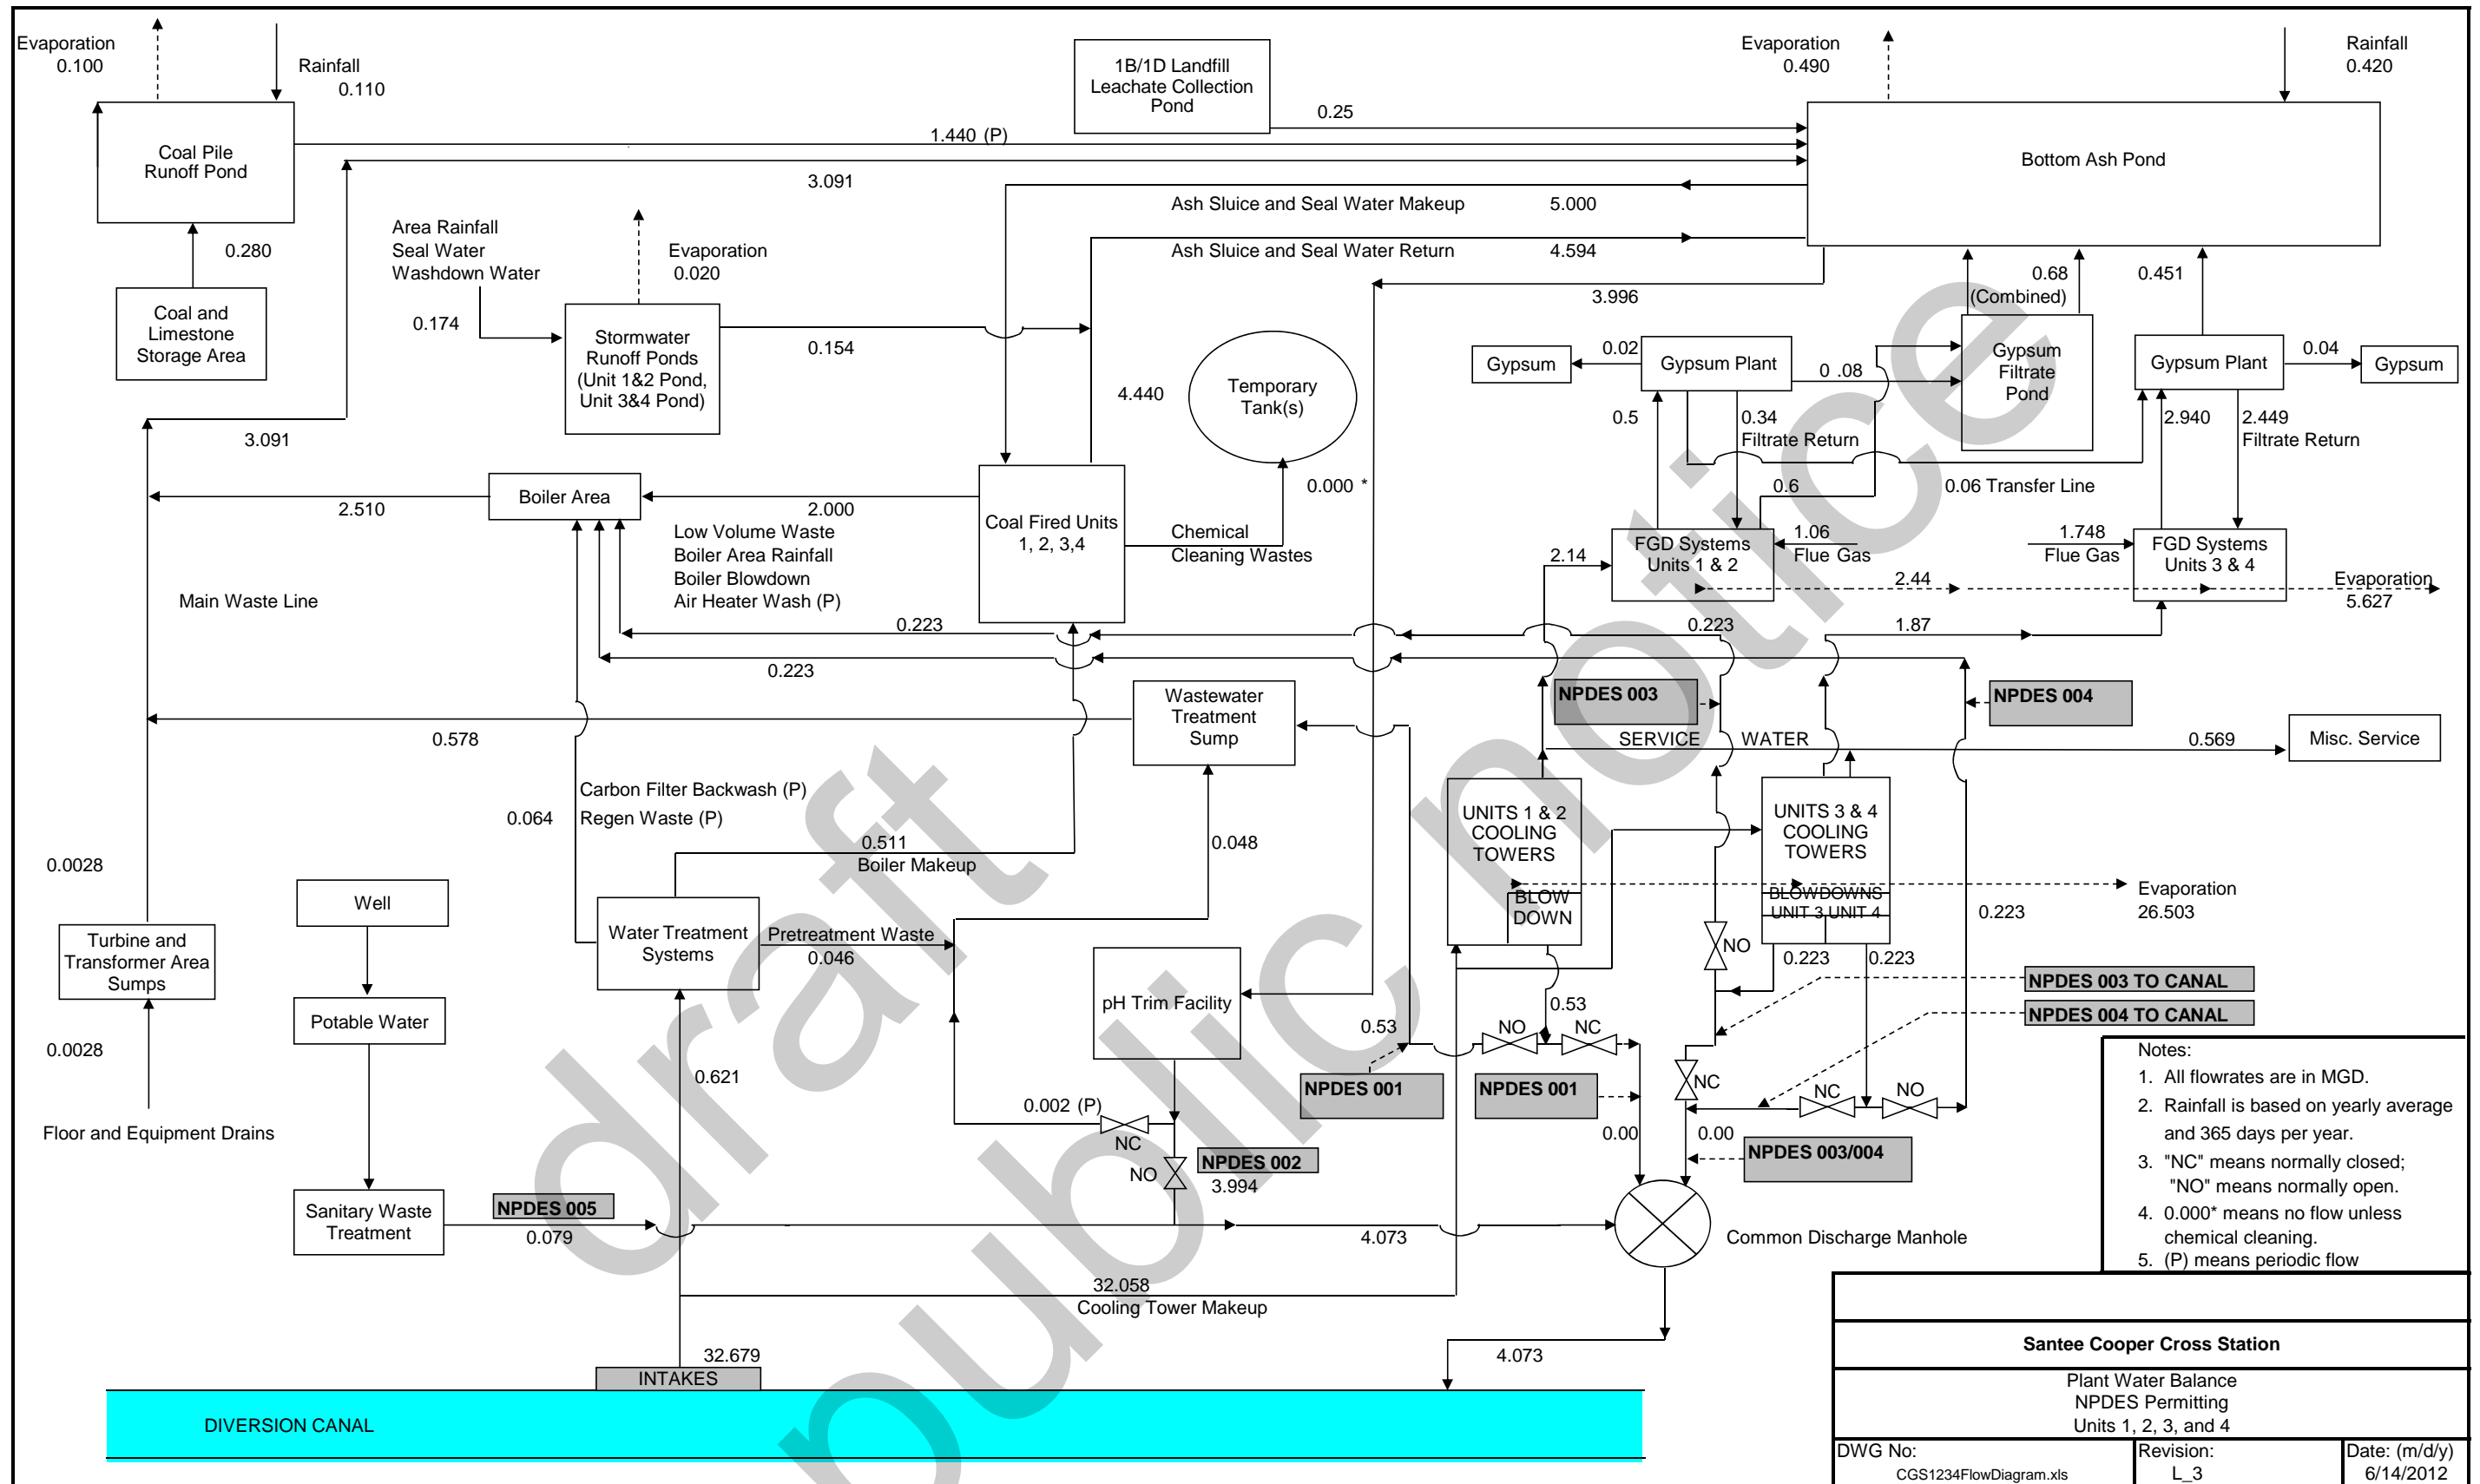 Evaporation
0.100
Rainfall
0.110
1B/1D Landfill
Leachate Collection
Pond
0.25
Evaporation
0.490
Rainfall
0.420
Coal Pile
Runoff Pond
1.440 (P)
3.091
Bottom Ash Pond
Ash Sluice and Seal Water Makeup 5.000
Ash Sluice and Seal Water Return 4.594
3.996
0.280
Coal and
Limestone
Storage Area
Area Rainfall
Seal Water
Washdown Water
0.174
Evaporation
0.020
Stormwater
Runoff Ponds
(Unit 1&2 Pond,
Unit 3&4 Pond)
0.154
4.440
Temporary
Tank(s)
0.000 *
Chemical
Cleaning Wastes
3.091
Gypsum
0.02
Gypsum Plant
0 .08
0.68
(Combined)
Gypsum
Filtrate
Pond
0.451
Gypsum Plant
0.04
Gypsum
0.5
0.34
Filtrate Return
2.940
2.449
Filtrate Return
0.6
0.06 Transfer Line
FGD Systems
Units 1 & 2
1.06
Flue Gas
1.748
Flue Gas
FGD Systems
Units 3 & 4
2.14
2.44
Evaporation
5.627
Boiler Area
2.510
2.000
Low Volume Waste
Boiler Area Rainfall
Boiler Blowdown
Air Heater Wash (P)
Coal Fired Units
1, 2, 3,4
Main Waste Line
0.223
0.223
1.87
0.223
Wastewater
Treatment
Sump
0.578
NPDES 003
NPDES 004
SERVICE WATER
0.569
Misc. Service
Carbon Filter Backwash (P)
Regen Waste (P)
0.064
0.511
Boiler Makeup
0.048
UNITS 1 & 2
COOLING
TOWERS
BLOW
DOWN
UNITS 3 & 4
COOLING
TOWERS
BLOWDOWNS
UNIT 3 UNIT 4
Evaporation
26.503
0.223
0.0028
Turbine and
Transformer Area
Sumps
0.0028
Floor and Equipment Drains
Well
Potable Water
Sanitary Waste
Treatment
Water Treatment
Systems
Pretreatment Waste
0.046
pH Trim Facility
0.621
0.002 (P)
NC
NO
NPDES 002
3.994
NPDES 005
0.079
4.073
0.53
0.53
NO
NC
NPDES 001
NPDES 001
0.00
NO
0.223
0.223
NPDES 003 TO CANAL
NPDES 004 TO CANAL
NC
NC
NO
0.00
NPDES 003/004
Common Discharge Manhole
32.058
Cooling Tower Makeup
32.679
INTAKES
4.073
DIVERSION CANAL
Notes:
1. All flowrates are in MGD.
2. Rainfall is based on yearly average
and 365 days per year.
3. "NC" means normally closed;
"NO" means normally open.
4. 0.000* means no flow unless
chemical cleaning.
5. (P) means periodic flow
Santee Cooper Cross Station
Plant Water Balance
NPDES Permitting
Units 1, 2, 3, and 4
DWG No:
CGS1234FlowDiagram.xls
Revision:
L_3
Date: (m/d/y)
6/14/2012
draft
public notice